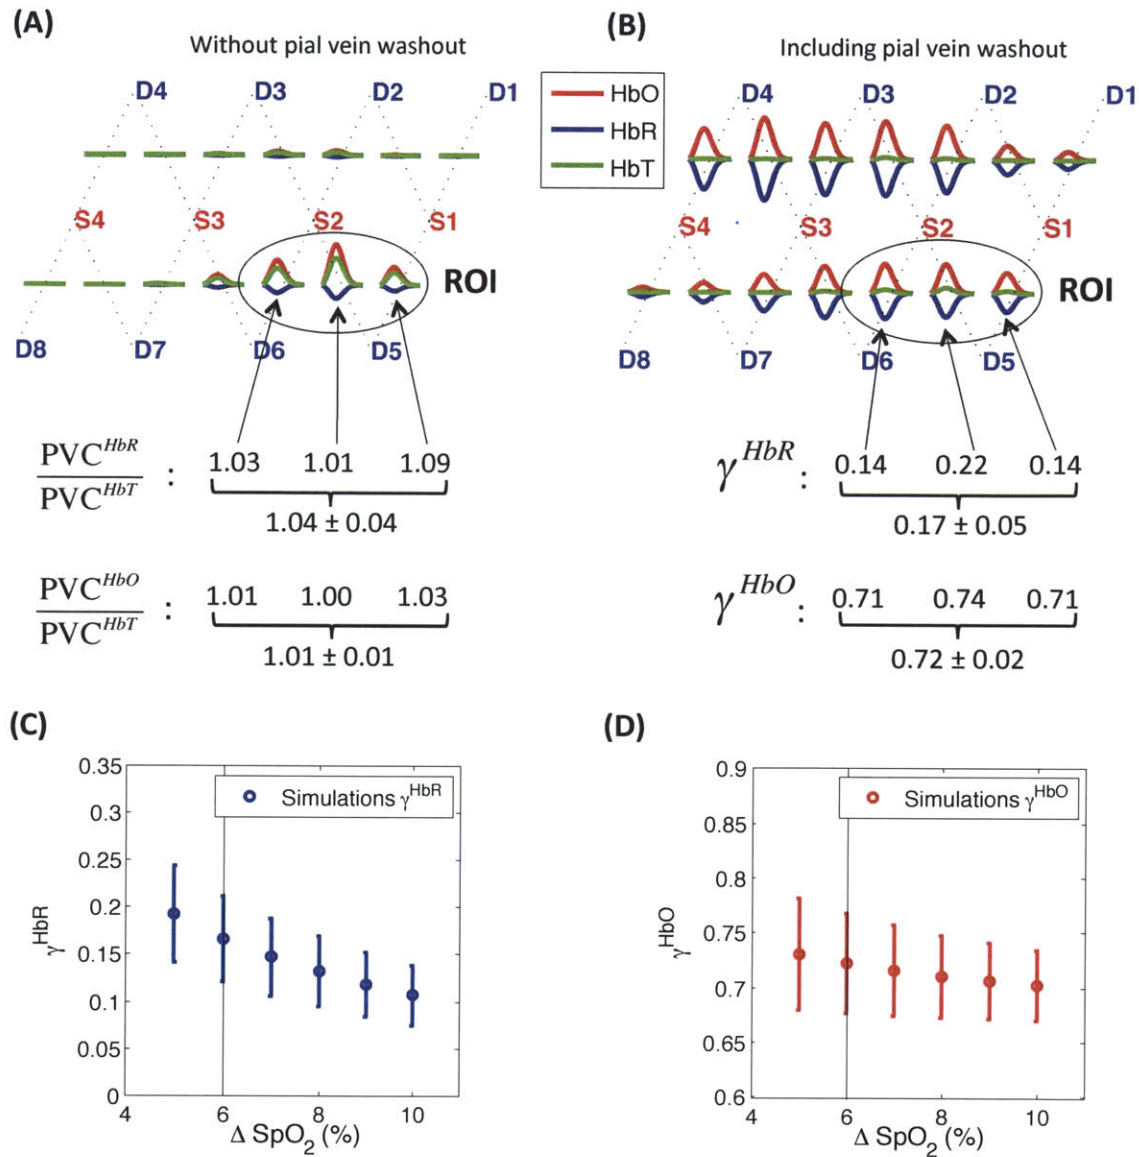 (A)
Without pial vein washout
D4 D3 D2 D1
S4 S3 S2 S1
ROI
D8 D7 D6 D5
PVC^HbR / PVC^HbT : 1.03 1.01 1.09
1.04 ± 0.04
PVC^HbO / PVC^HbT : 1.01 1.00 1.03
1.01 ± 0.01
HbO
HbR
HbT
(B)
Including pial vein washout
D4 D3 D2 D1
S4 S3 S2 S1
ROI
D8 D7 D6 D5
γ^HbR : 0.14 0.22 0.14
0.17 ± 0.05
γ^HbO : 0.71 0.74 0.71
0.72 ± 0.02
(C)
Simulations γ^HbR
γ^HbR
0.35
0.3
0.25
0.2
0.15
0.1
0.05
0
4 6 8 10
Δ SpO₂ (%)
(D)
Simulations γ^HbO
γ^HbO
0.9
0.85
0.8
0.75
0.7
0.65
0.6
4 6 8 10
Δ SpO₂ (%)